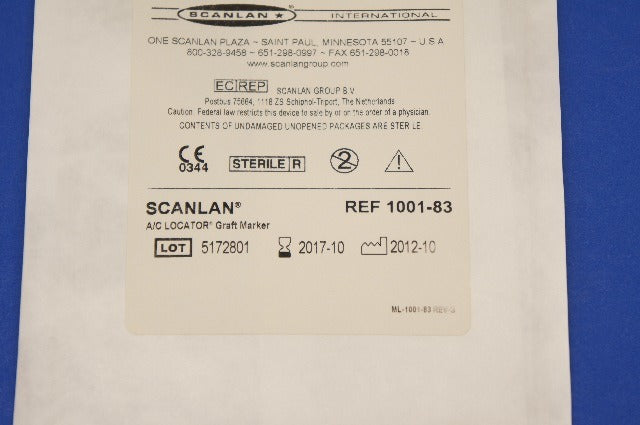 SCANLAN® INTERNATIONAL
ONE SCANLAN PLAZA ~ SAINT PAUL, MINNESOTA 55107 ~ U S A
800-328-9458 ~ 651-298-0997 ~ FAX 651-298-0018
www.scanlangroup.com
EC REP SCANLAN GROUP B.V.
Postbus 75664, 1118 ZS Schiphol-Triport, The Netherlands
Caution: Federal law restricts this device to sale by or on the order of a physician.
CONTENTS OF UNDAMAGED UNOPENED PACKAGES ARE STERILE.
CE 0344 STERILE R 2
SCANLAN® REF 1001-83
A/C LOCATOR® Graft Marker
LOT 5172801 2017-10 2012-10
ML-1001-83 REV-3